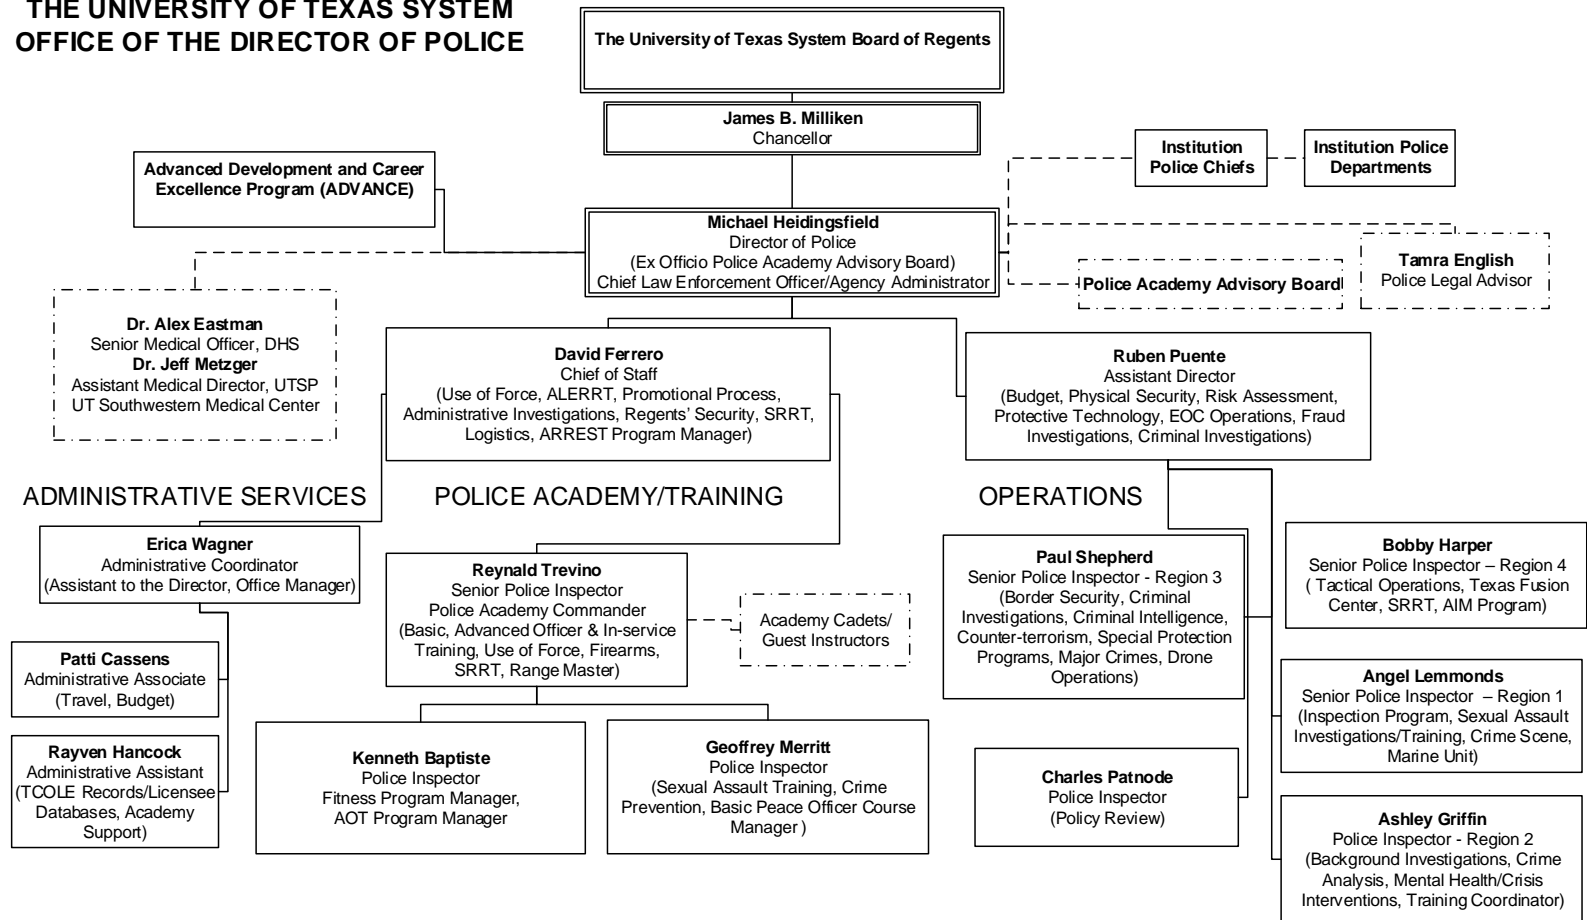 THE UNIVERSITY OF TEXAS SYSTEM
OFFICE OF THE DIRECTOR OF POLICE
The University of Texas System Board of Regents
James B. Milliken
Chancellor
Advanced Development and Career
Excellence Program (ADVANCE)
Institution
Police Chiefs
Institution Police
Departments
Michael Heidingsfield
Director of Police
(Ex Officio Police Academy Advisory Board)
Chief Law Enforcement Officer/Agency Administrator
Police Academy Advisory Board
Tamra English
Police Legal Advisor
Dr. Alex Eastman
Senior Medical Officer, DHS
Dr. Jeff Metzger
Assistant Medical Director, UTSP
UT Southwestern Medical Center
David Ferrero
Chief of Staff
(Use of Force, ALERRT, Promotional Process,
Administrative Investigations, Regents' Security, SRRT,
Logistics, ARREST Program Manager)
Ruben Puente
Assistant Director
(Budget, Physical Security, Risk Assessment,
Protective Technology, EOC Operations, Fraud
Investigations, Criminal Investigations)
ADMINISTRATIVE SERVICES
POLICE ACADEMY/TRAINING
OPERATIONS
Erica Wagner
Administrative Coordinator
(Assistant to the Director, Office Manager)
Patti Cassens
Administrative Associate
(Travel, Budget)
Rayven Hancock
Administrative Assistant
(TCOLE Records/Licensee
Databases, Academy
Support)
Reynald Trevino
Senior Police Inspector
Police Academy Commander
(Basic, Advanced Officer & In-service
Training, Use of Force, Firearms,
SRRT, Range Master)
Academy Cadets/
Guest Instructors
Kenneth Baptiste
Police Inspector
Fitness Program Manager,
AOT Program Manager
Geoffrey Merritt
Police Inspector
(Sexual Assault Training, Crime
Prevention, Basic Peace Officer Course
Manager )
Paul Shepherd
Senior Police Inspector - Region 3
(Border Security, Criminal
Investigations, Criminal Intelligence,
Counter-terrorism, Special Protection
Programs, Major Crimes, Drone
Operations)
Charles Patnode
Police Inspector
(Policy Review)
Bobby Harper
Senior Police Inspector – Region 4
( Tactical Operations, Texas Fusion
Center, SRRT, AIM Program)
Angel Lemmonds
Senior Police Inspector – Region 1
(Inspection Program, Sexual Assault
Investigations/Training, Crime Scene,
Marine Unit)
Ashley Griffin
Police Inspector - Region 2
(Background Investigations, Crime
Analysis, Mental Health/Crisis
Interventions, Training Coordinator)